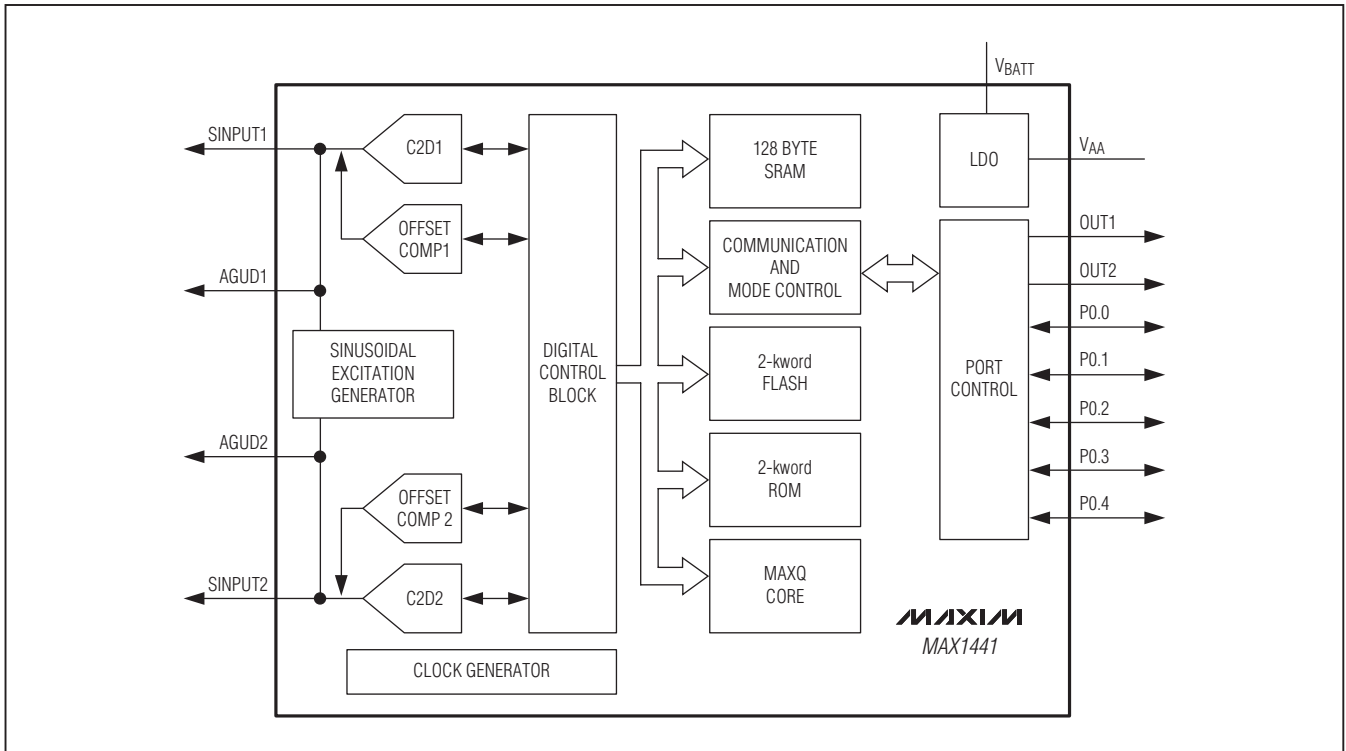 VBATT
SINPUT1
C2D1
OFFSET
COMP1
AGUD1
SINUSOIDAL
EXCITATION
GENERATOR
AGUD2
OFFSET
COMP 2
SINPUT2
C2D2
CLOCK GENERATOR
DIGITAL
CONTROL
BLOCK
128 BYTE
SRAM
COMMUNICATION
AND
MODE CONTROL
2-kword
FLASH
2-kword
ROM
MAXQ
CORE
LDO
VAA
PORT
CONTROL
OUT1
OUT2
P0.0
P0.1
P0.2
P0.3
P0.4
MAXIM
MAX1441